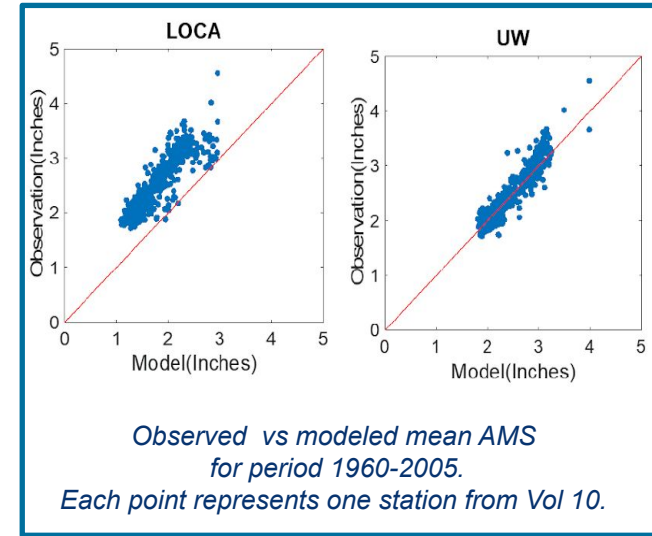 LOCA
5
4
3
2
1
0
Observation(Inches)
0 1 2 3 4 5
Model(Inches)
UW
5
4
3
2
1
0
Observation(Inches)
0 1 2 3 4 5
Model(Inches)
Observed vs modeled mean AMS
for period 1960-2005.
Each point represents one station from Vol 10.